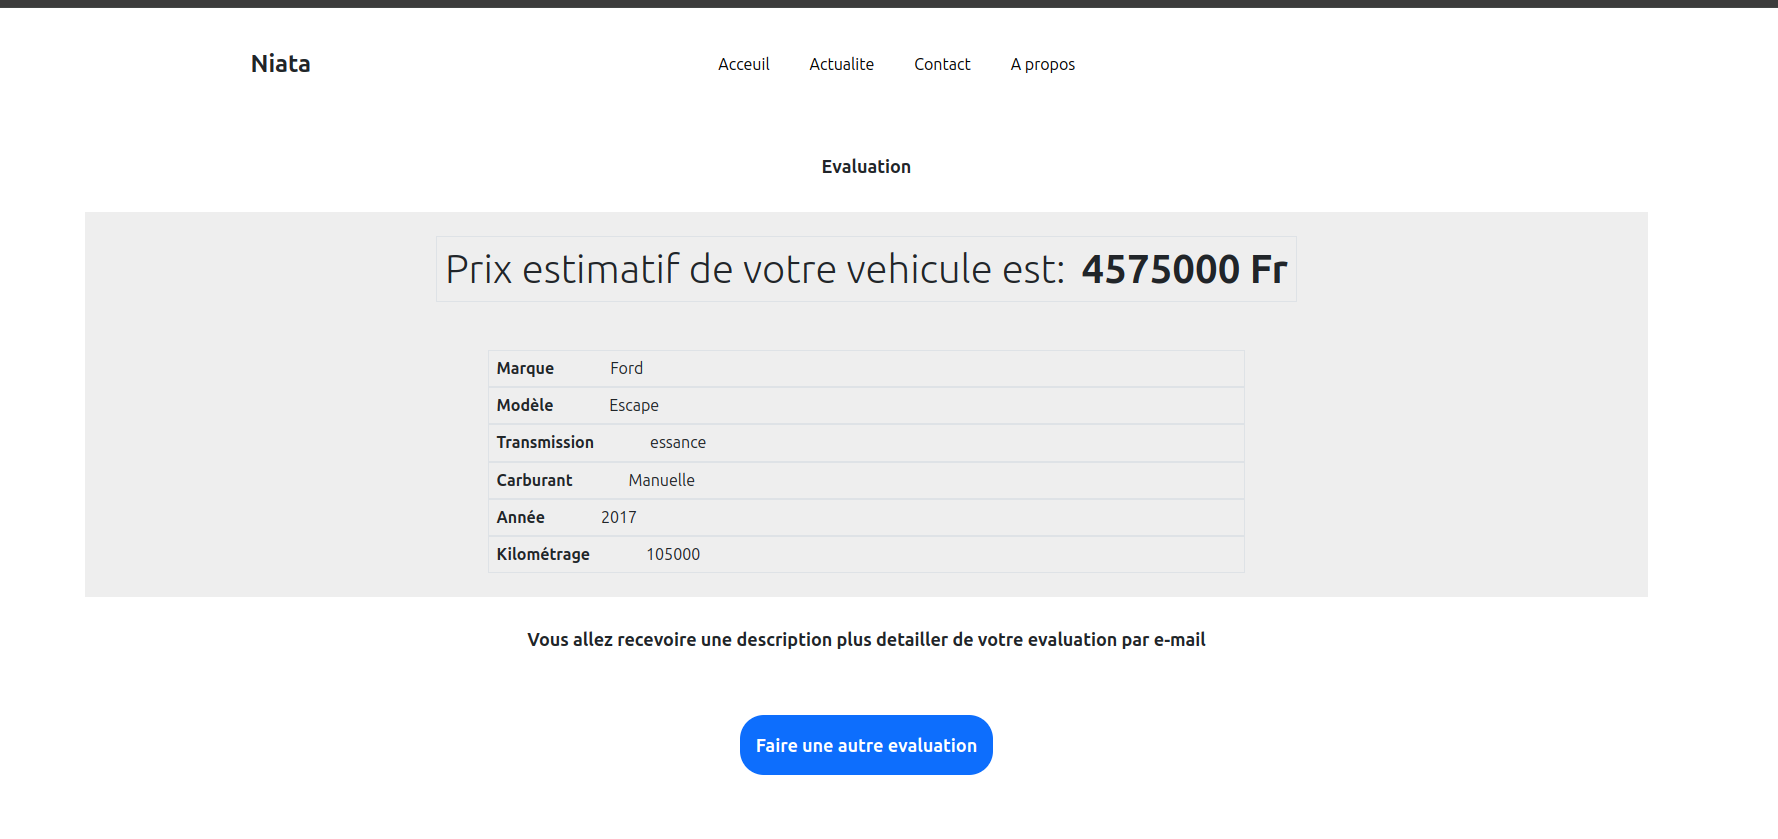 Niata Acceuil Actualite Contact A propos
Evaluation
Prix estimatif de votre vehicule est: 4575000 Fr
Marque Ford
Modèle Escape
Transmission essance
Carburant Manuelle
Année 2017
Kilométrage 105000
Vous allez recevoire une description plus detailler de votre evaluation par e-mail
Faire une autre evaluation